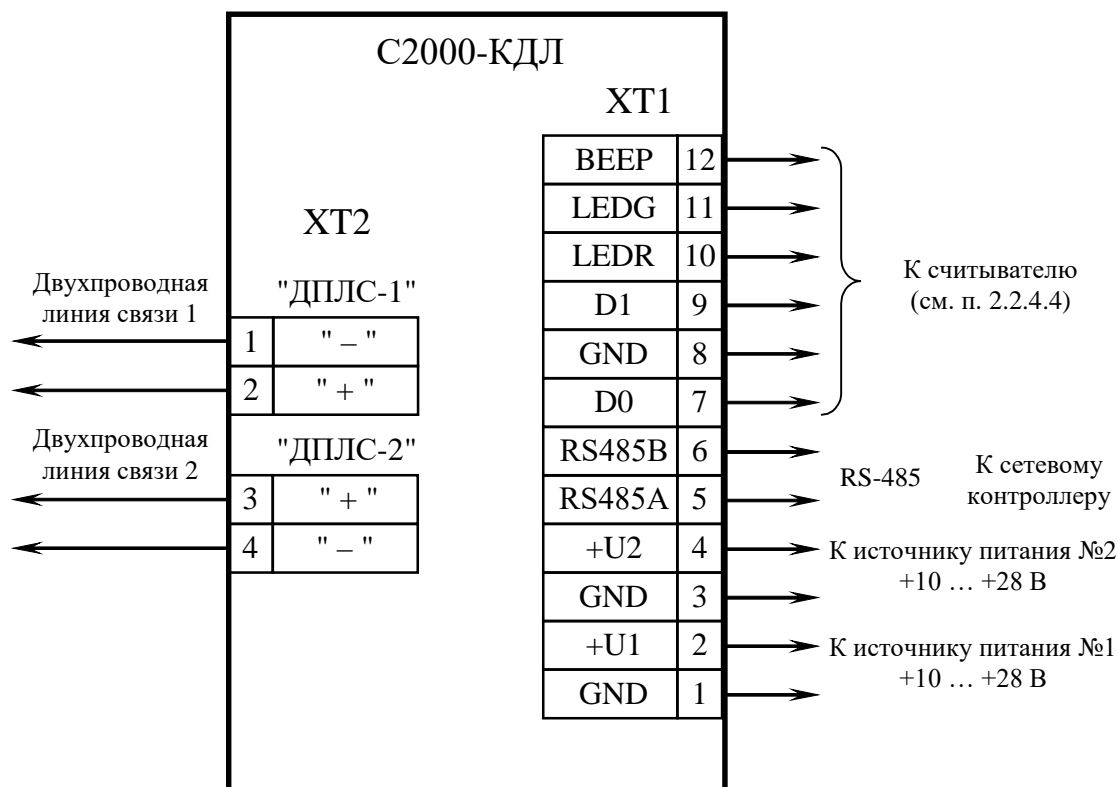 С2000-КДЛ
XT1
BEEP 12
LEDG 11
LEDR 10
D1 9
GND 8
D0 7
RS485B 6
RS485A 5
+U2 4
GND 3
+U1 2
GND 1
К считывателю
(см. п. 2.2.4.4)
RS-485
К сетевому
контроллеру
К источнику питания №2
+10 … +28 В
К источнику питания №1
+10 … +28 В
XT2
"ДПЛС-1"
1 " – "
2 " + "
"ДПЛС-2"
3 " + "
4 " – "
Двухпроводная
линия связи 1
Двухпроводная
линия связи 2